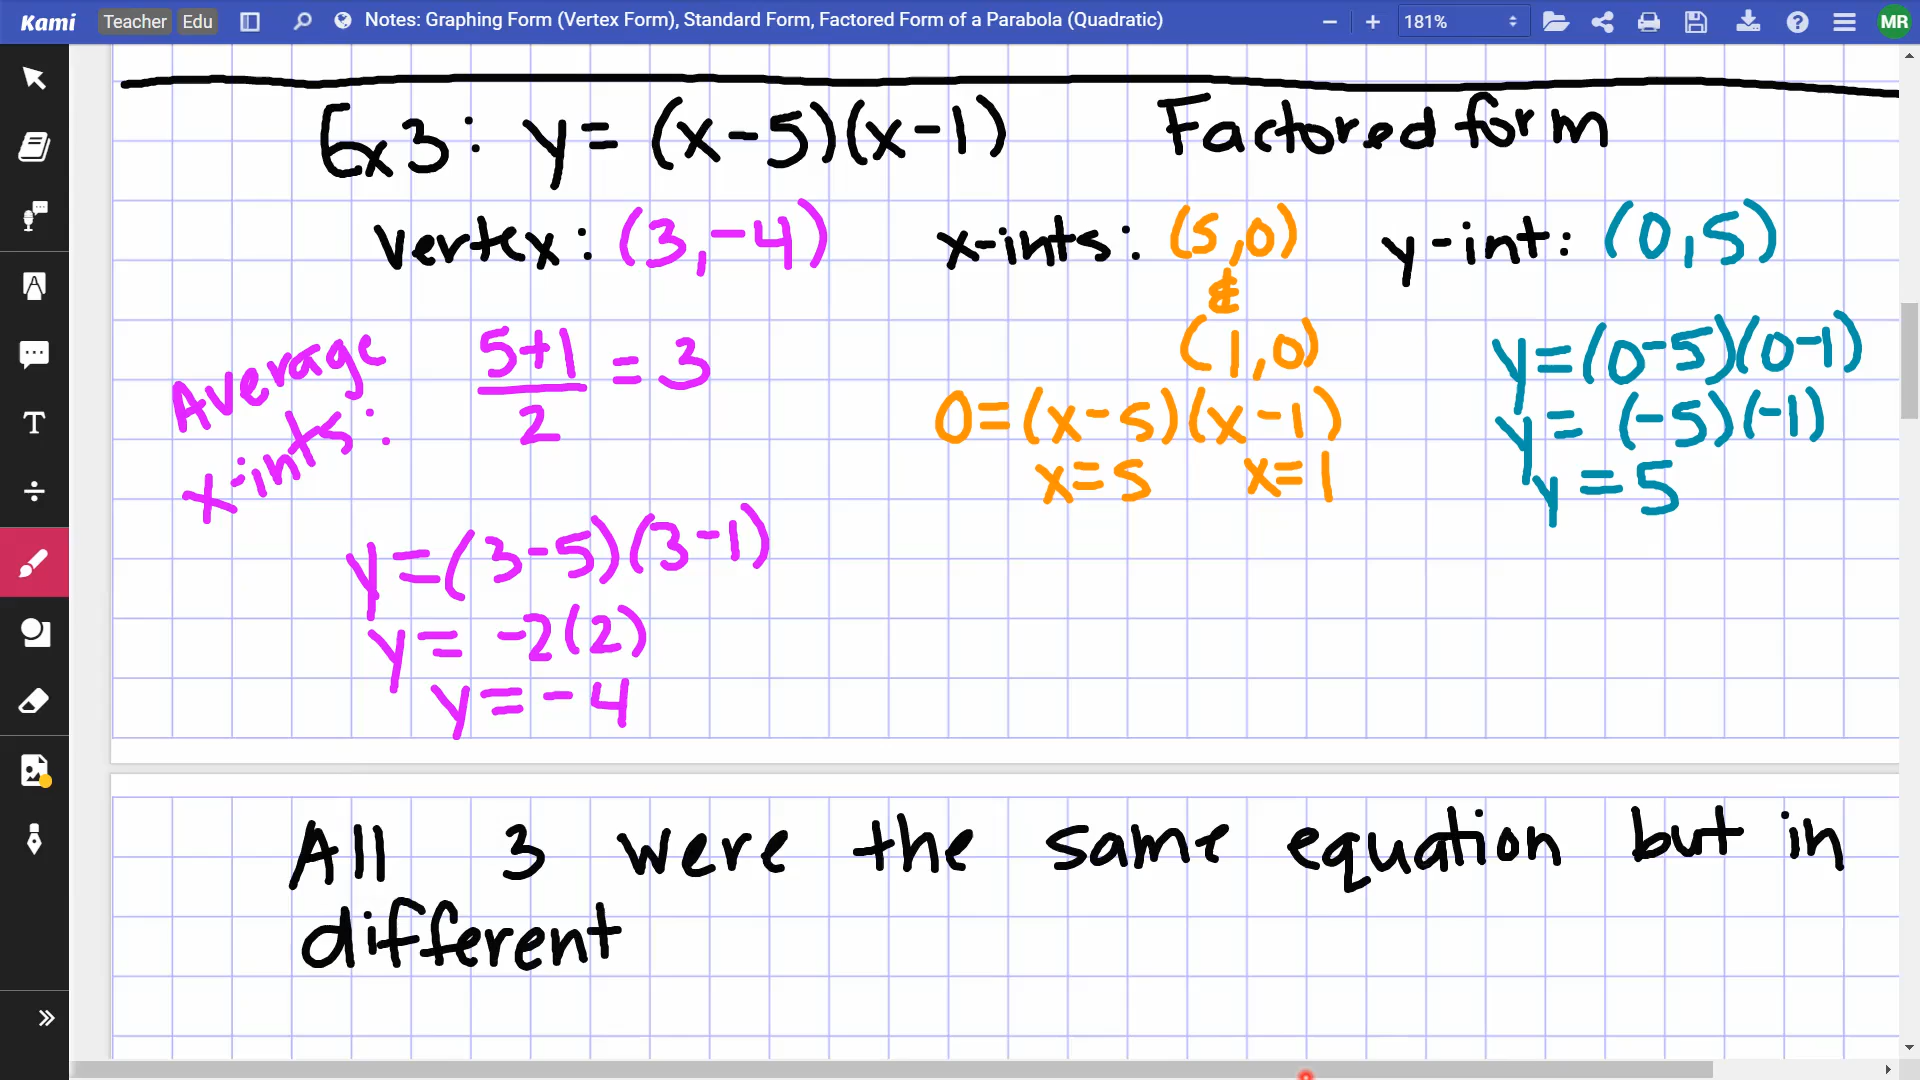 Kami Teacher Edu Notes: Graphing Form (Vertex Form), Standard Form, Factored Form of a Parabola (Quadratic) 181% MR
Ex3: y = (x-5)(x-1) Factored form
Vertex: (3,-4) x-ints: (5,0) y-int: (0,5)
&
(1,0)
Average
x-ints:
5+1
2
= 3
0=(x-5)(x-1)
x=5 x=1
y=(0-5)(0-1)
y= (-5)(-1)
y = 5
y=(3-5)(3-1)
y= -2(2)
y= -4
All 3 were the same equation but in
different